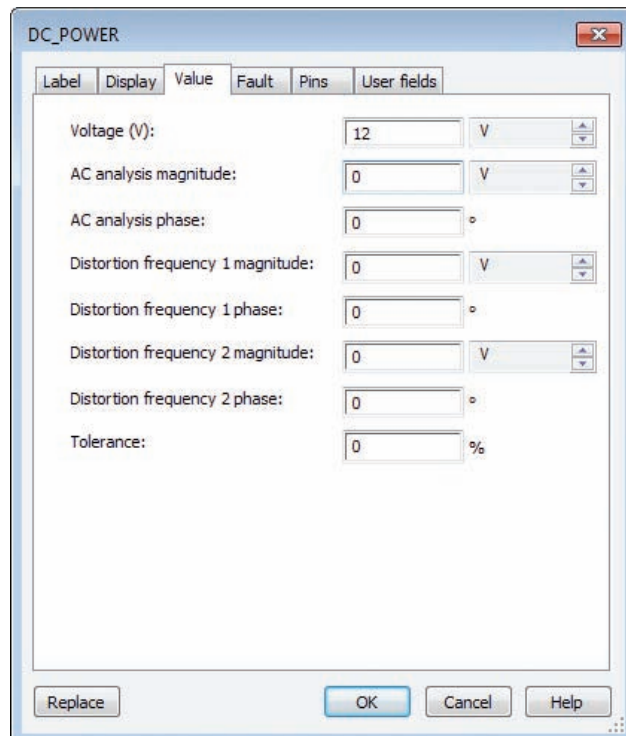 DC_POWER
Label Display Value Fault Pins User fields
Voltage (V): 12 V
AC analysis magnitude: 0 V
AC analysis phase: 0 °
Distortion frequency 1 magnitude: 0 V
Distortion frequency 1 phase: 0 °
Distortion frequency 2 magnitude: 0 V
Distortion frequency 2 phase: 0 °
Tolerance: 0 %
Replace OK Cancel Help